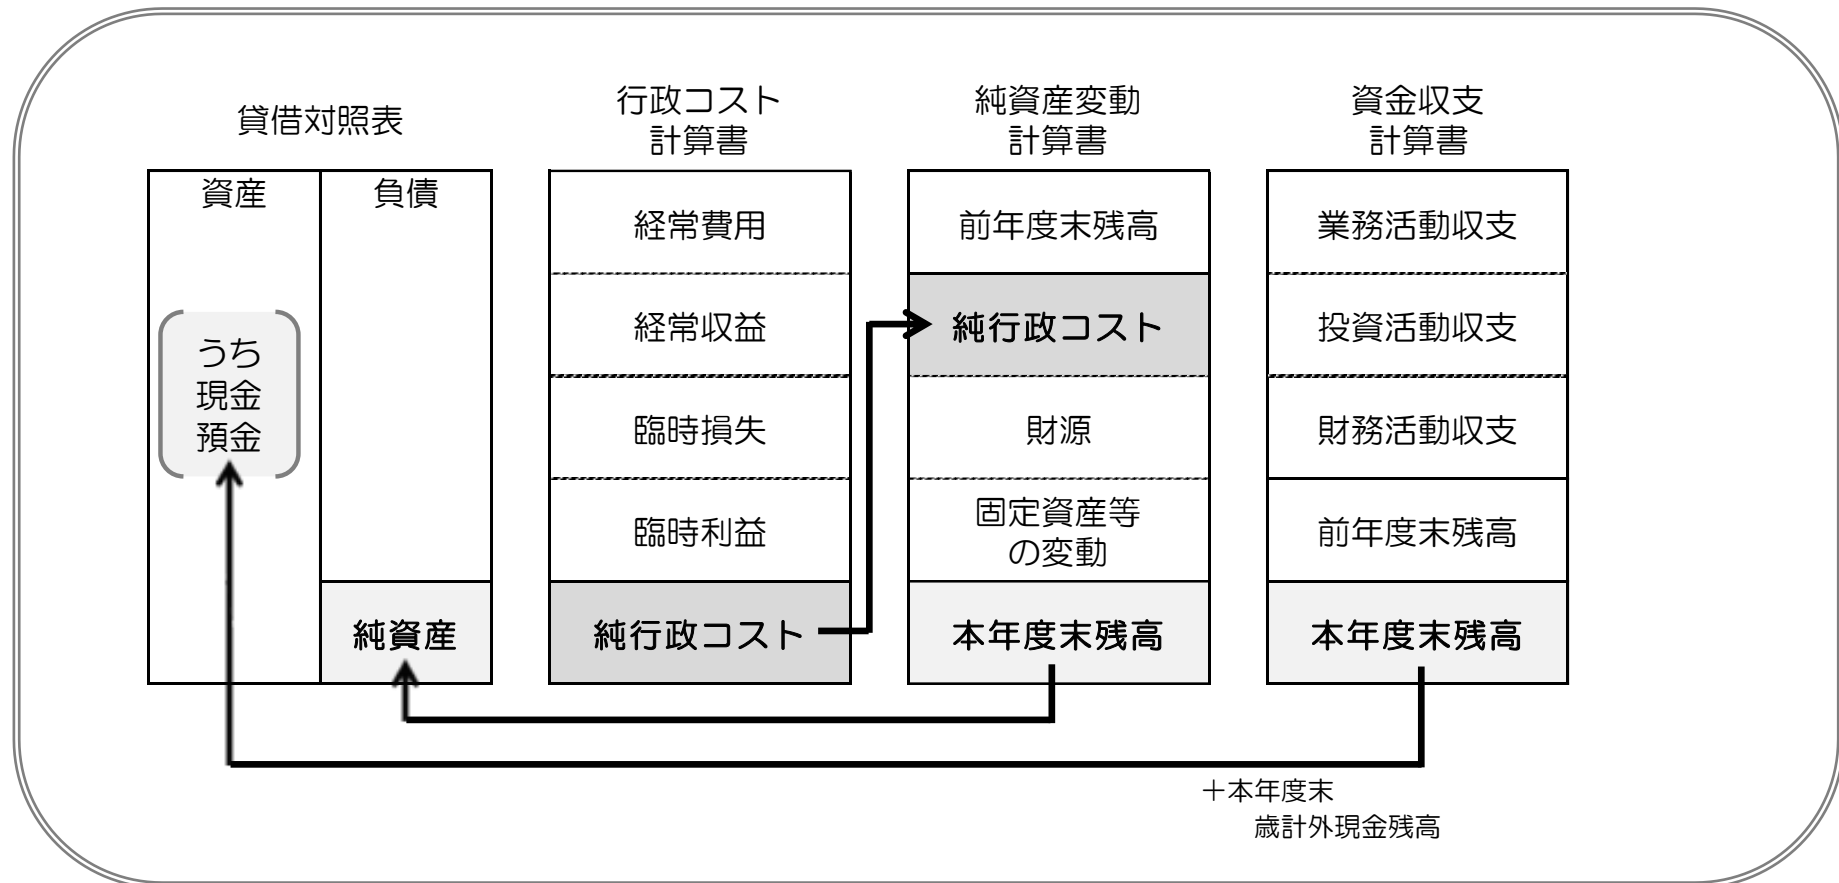 貸借対照表
資産
負債
うち
現金
預金
純資産
行政コスト
計算書
経常費用
経常収益
臨時損失
臨時利益
純行政コスト
純資産変動
計算書
前年度末残高
純行政コスト
財源
固定資産等
の変動
本年度末残高
資金収支
計算書
業務活動収支
投資活動収支
財務活動収支
前年度末残高
本年度末残高
＋本年度末
歳計外現金残高